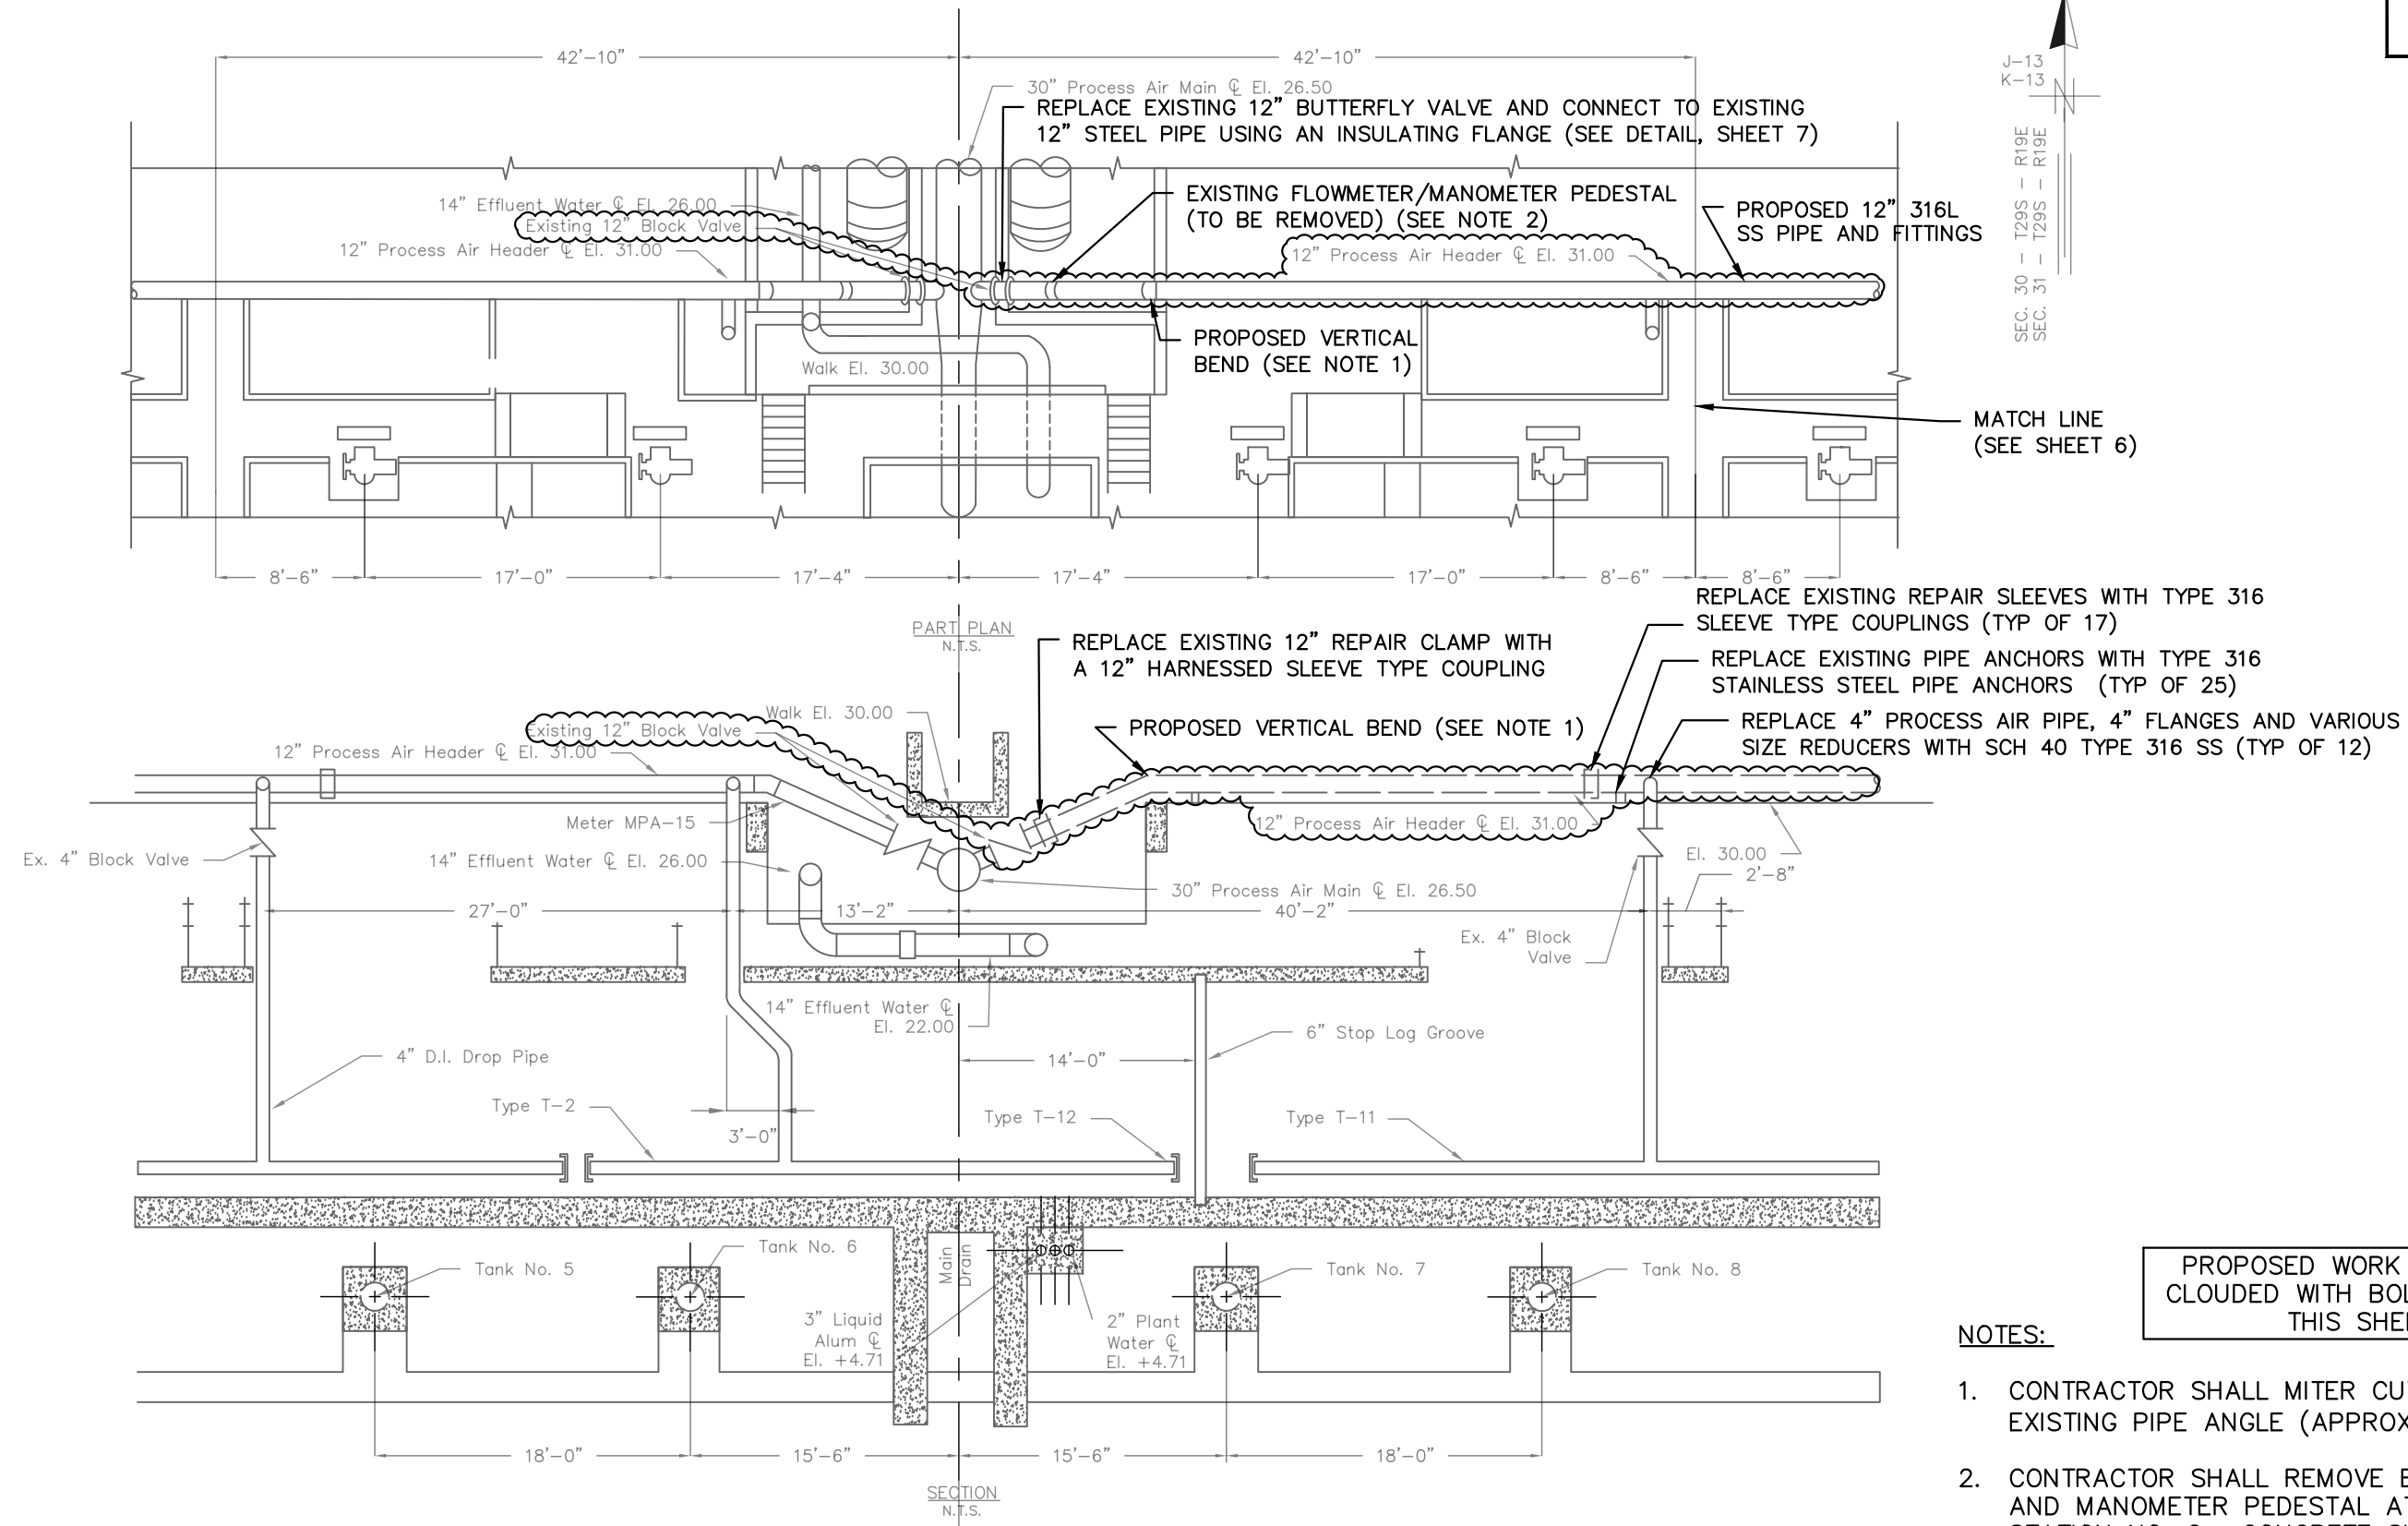 42'-10"
42'-10"
30" Process Air Main ℄ El. 26.50
REPLACE EXISTING 12" BUTTERFLY VALVE AND CONNECT TO EXISTING
12" STEEL PIPE USING AN INSULATING FLANGE (SEE DETAIL, SHEET 7)
J-13
K-13
N
SEC. 30 - T29S - R19E
SEC. 31 - T29S - R19E
EXISTING FLOWMETER/MANOMETER PEDESTAL
(TO BE REMOVED) (SEE NOTE 2)
PROPOSED 12" 316L
SS PIPE AND FITTINGS
14" Effluent Water ℄ El. 26.00
Existing 12" Block Valve
12" Process Air Header ℄ El. 31.00
12" Process Air Header ℄ El. 31.00
PROPOSED VERTICAL
BEND (SEE NOTE 1)
Walk El. 30.00
MATCH LINE
(SEE SHEET 6)
8'-6"
17'-0"
17'-4"
17'-4"
17'-0"
8'-6"
8'-6"
PART PLAN
N.T.S.
REPLACE EXISTING REPAIR SLEEVES WITH TYPE 316
SLEEVE TYPE COUPLINGS (TYP OF 17)
REPLACE EXISTING 12" REPAIR CLAMP WITH
A 12" HARNESSED SLEEVE TYPE COUPLING
REPLACE EXISTING PIPE ANCHORS WITH TYPE 316
STAINLESS STEEL PIPE ANCHORS (TYP OF 25)
Walk El. 30.00
Existing 12" Block Valve
PROPOSED VERTICAL BEND (SEE NOTE 1)
REPLACE 4" PROCESS AIR PIPE, 4" FLANGES AND VARIOUS
SIZE REDUCERS WITH SCH 40 TYPE 316 SS (TYP OF 12)
12" Process Air Header ℄ El. 31.00
Meter MPA-15
12" Process Air Header ℄ El. 31.00
Ex. 4" Block Valve
14" Effluent Water ℄ El. 26.00
El. 30.00
2'-8"
30" Process Air Main ℄ El. 26.50
27'-0"
13'-2"
40'-2"
Ex. 4" Block
Valve
14" Effluent Water ℄
El. 22.00
6" Stop Log Groove
4" D.I. Drop Pipe
14'-0"
Type T-2
Type T-12
Type T-11
3'-0"
Main
Drain
Tank No. 5
Tank No. 6
Tank No. 7
Tank No. 8
3" Liquid
Alum ℄
El. +4.71
2" Plant
Water ℄
El. +4.71
18'-0"
15'-6"
15'-6"
18'-0"
SECTION
N.T.S.
PROPOSED WORK
CLOUDED WITH
THIS
NOTES:
1. CONTRACTOR SHALL MITER
EXISTING PIPE ANGLE
2. CONTRACTOR SHALL REMOVE
AND MANOMETER PEDESTAL